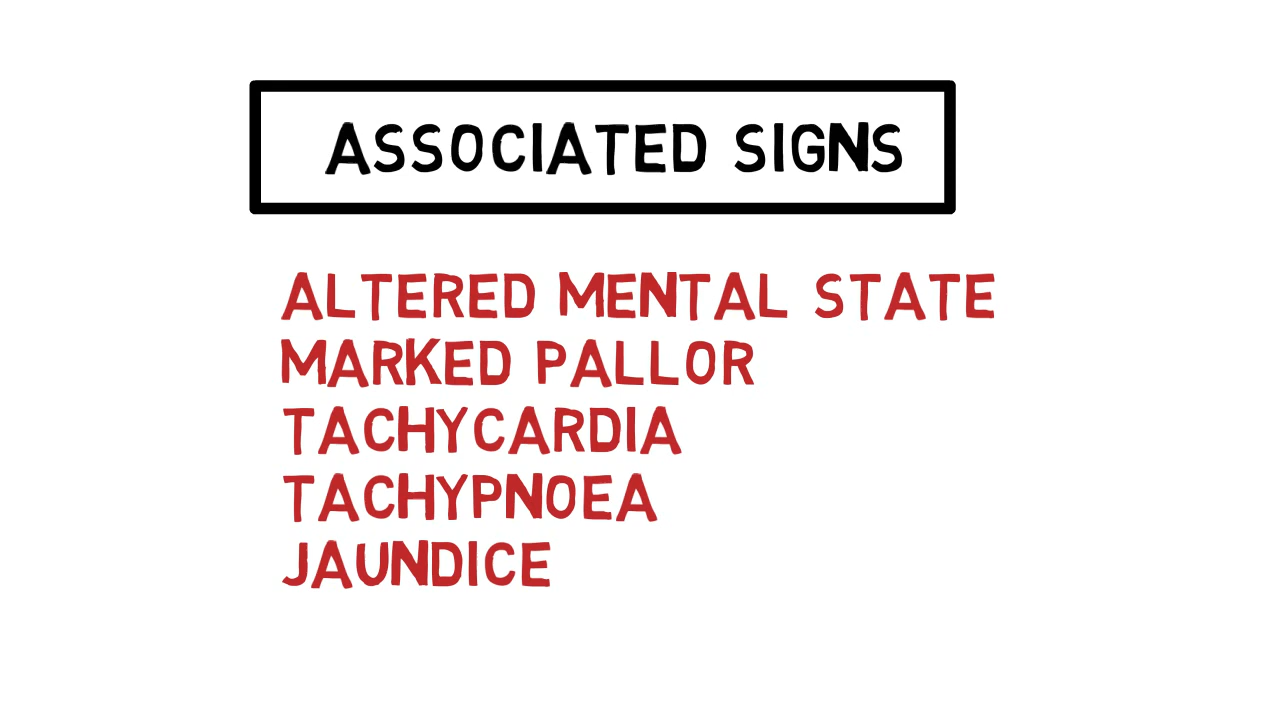 ASSOCIATED SIGNS
ALTERED MENTAL STATE
MARKED PALLOR
TACHYCARDIA
TACHYPNOEA
JAUNDICE